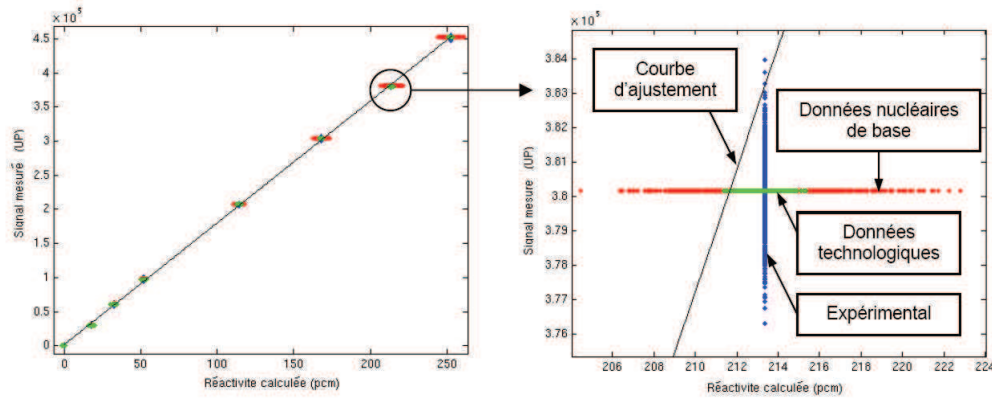 × 10⁵
4.5
4
3.5
3
2.5
2
1.5
1
0.5
0
Signal mesuré (UP)
0 50 100 150 200 250
Réactivite calculée (pcm)
× 10⁵
3.84
3.83
3.82
3.81
3.80
3.79
3.78
3.77
3.76
Signal mesuré (UP)
Courbe
d'ajustement
Données nucléaires
de base
Données
technologiques
Expérimental
206 208 210 212 214 216 218 220 222 224
Réactivite calculée (pcm)